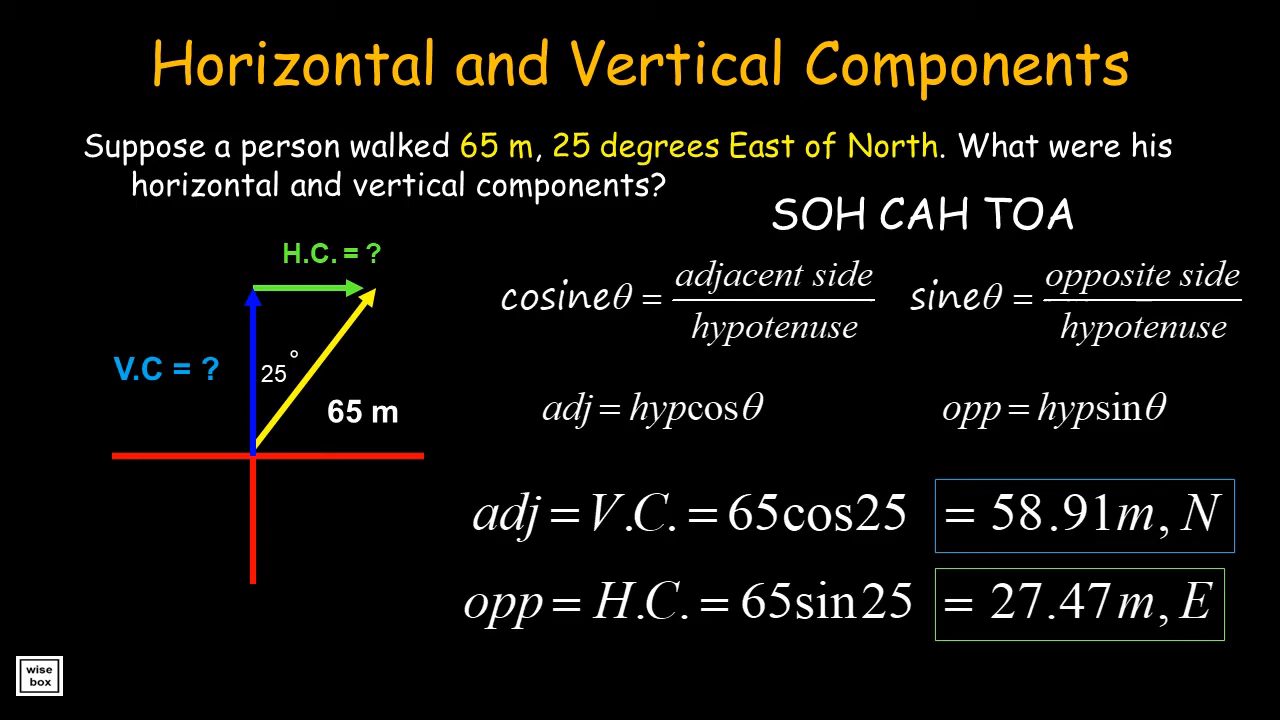 Horizontal and Vertical Components
Suppose a person walked 65 m, 25 degrees East of North. What were his
horizontal and vertical components?
SOH CAH TOA
H.C. = ?
cosineθ = adjacent side / hypotenuse
sineθ = opposite side / hypotenuse
V.C = ?
25°
65 m
adj = hypcosθ
opp = hypsinθ
adj = V.C. = 65cos25 = 58.91m, N
opp = H.C. = 65sin25 = 27.47m, E
wise
box